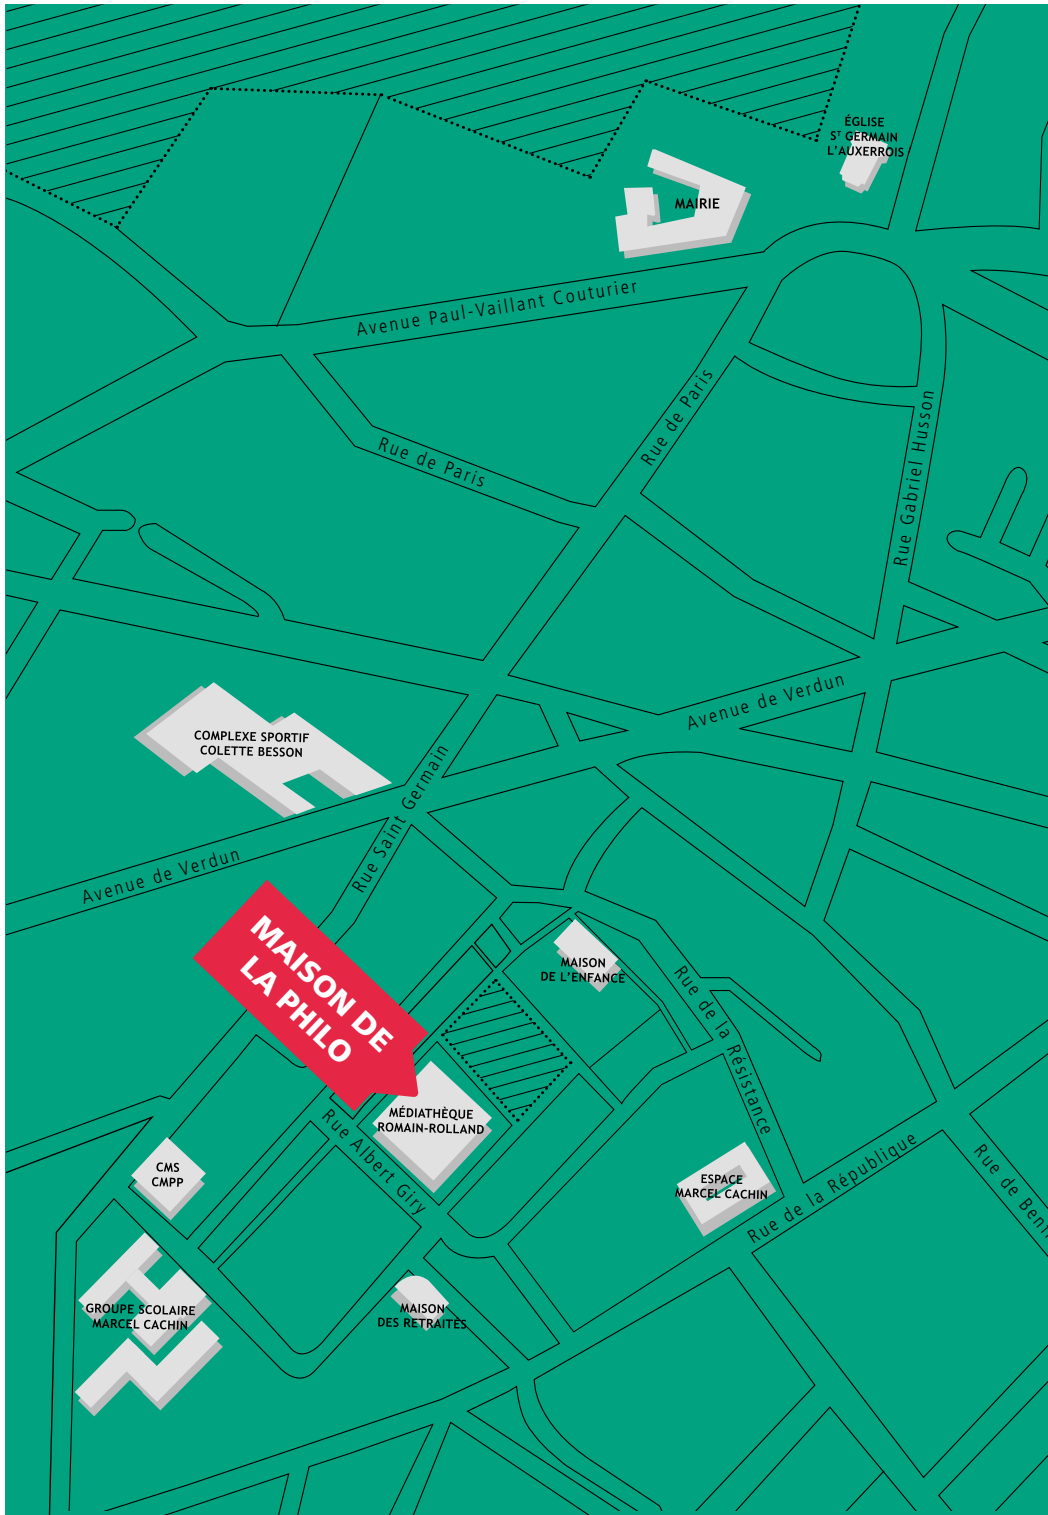 ÉGLISE
ST GERMAIN
L'AUXERROIS
MAIRIE
Avenue Paul-Vaillant Couturier
Rue de Paris
Rue de Paris
Rue Gabriel Husson
Avenue de Verdun
COMPLEXE SPORTIF
COLETTE BESSON
Rue Saint Germain
Avenue de Verdun
MAISON DE
LA PHILO
MAISON
DE L'ENFANCE
Rue de la Résistance
MÉDIATHÈQUE
ROMAIN-ROLLAND
Rue Albert Giry
CMS
CMPP
ESPACE
MARCEL CACHIN
Rue de la République
Rue de Benn
GROUPE SCOLAIRE
MARCEL CACHIN
MAISON
DES RETRAITÉS